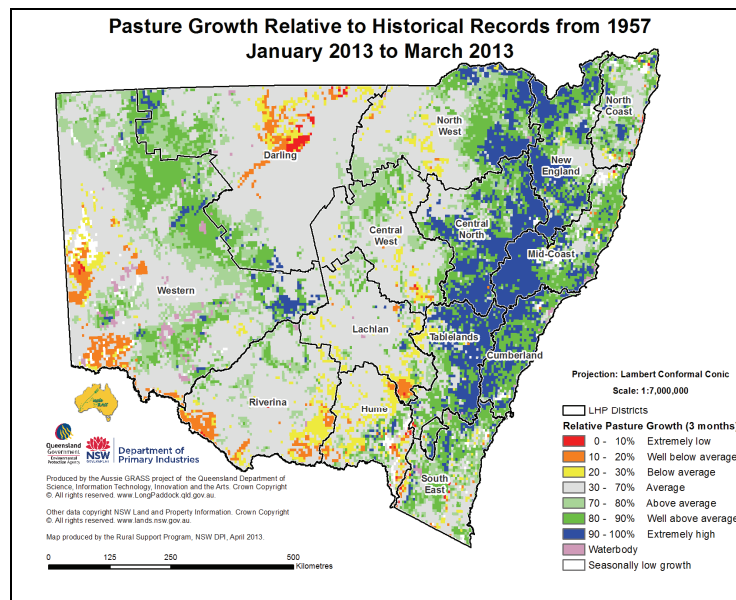 Pasture Growth Relative to Historical Records from 1957
January 2013 to March 2013
North
Coast
North
West
Darling
New
England
Central
West
Central
North
Mid-Coast
Western
Lachlan
Tablelands
Cumberland
Riverina
Hume
South
East
Projection: Lambert Conformal Conic
Scale: 1:7,000,000
LHP Districts
Relative Pasture Growth (3 months)
0 - 10% Extremely low
10 - 20% Well below average
20 - 30% Below average
30 - 70% Average
70 - 80% Above average
80 - 90% Well above average
90 - 100% Extremely high
Waterbody
Seasonally low growth
Queensland
Government
Environmental
Protection Agency
NSW
Department of
Primary Industries
Produced by the Aussie GRASS project of the Queensland Department of
Science, Information Technology, Innovation and the Arts. Crown Copyright
©. All rights reserved. www.LongPaddock.qld.gov.au.
Other data copyright NSW Land and Property Information. Crown Copyright
©. All rights reserved. www.lands.nsw.gov.au.
Map produced by the Rural Support Program, NSW DPI, April 2013.
0 125 250 500
Kilometres